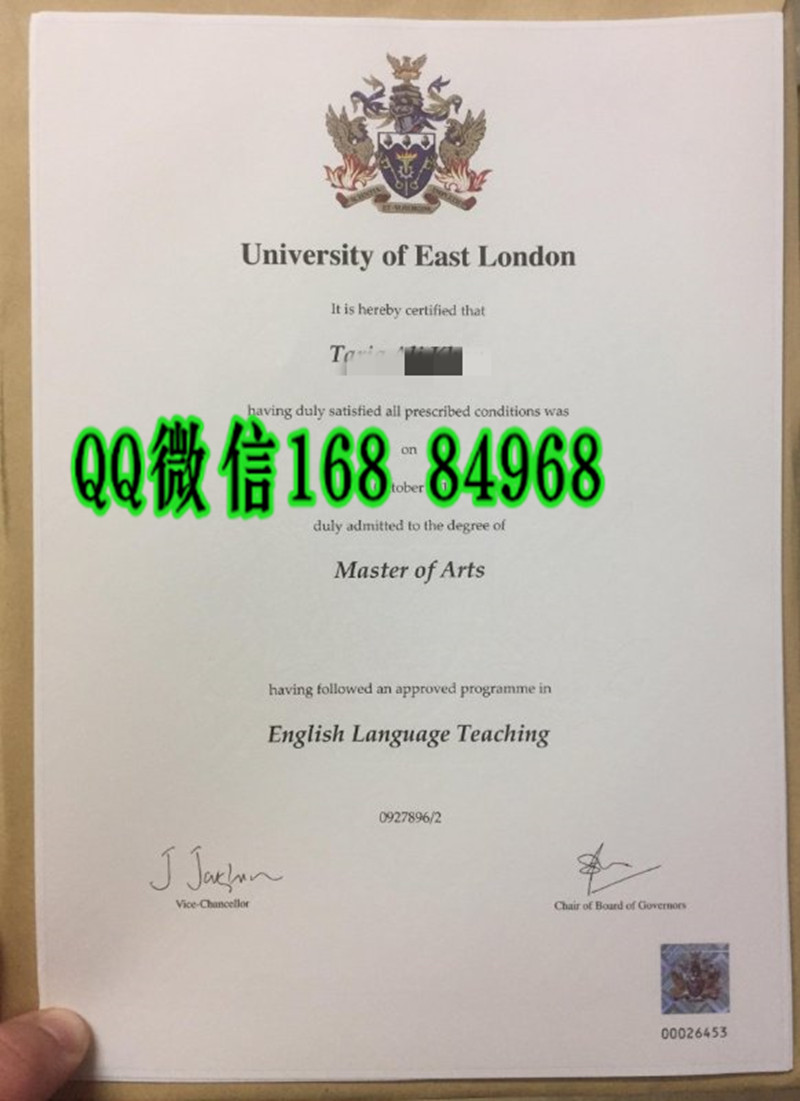 University of East London
It is hereby certified that
having duly satisfied all prescribed conditions was
on
QQ微信168 84968
duly admitted to the degree of
Master of Arts
having followed an approved programme in
English Language Teaching
0927896/2
Vice-Chancellor
Chair of Board of Governors
00026453